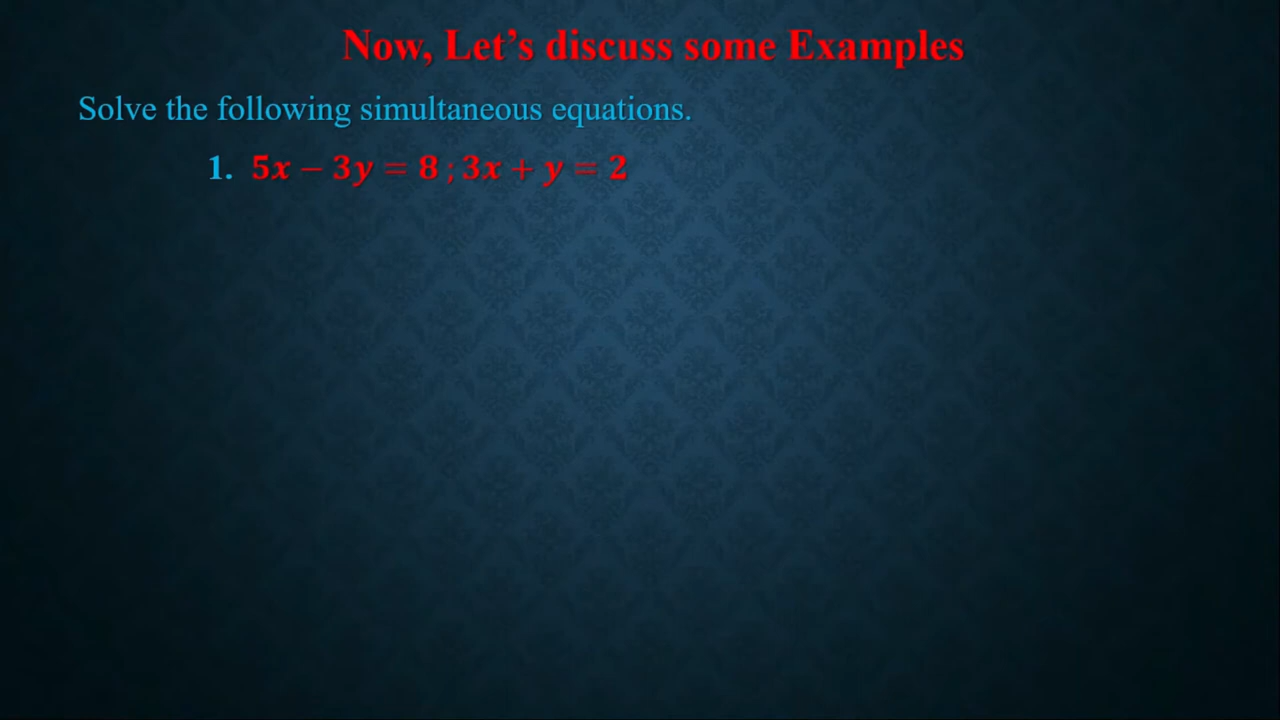 Now, Let's discuss some Examples
Solve the following simultaneous equations.
1. 5x − 3y = 8 ; 3x + y = 2